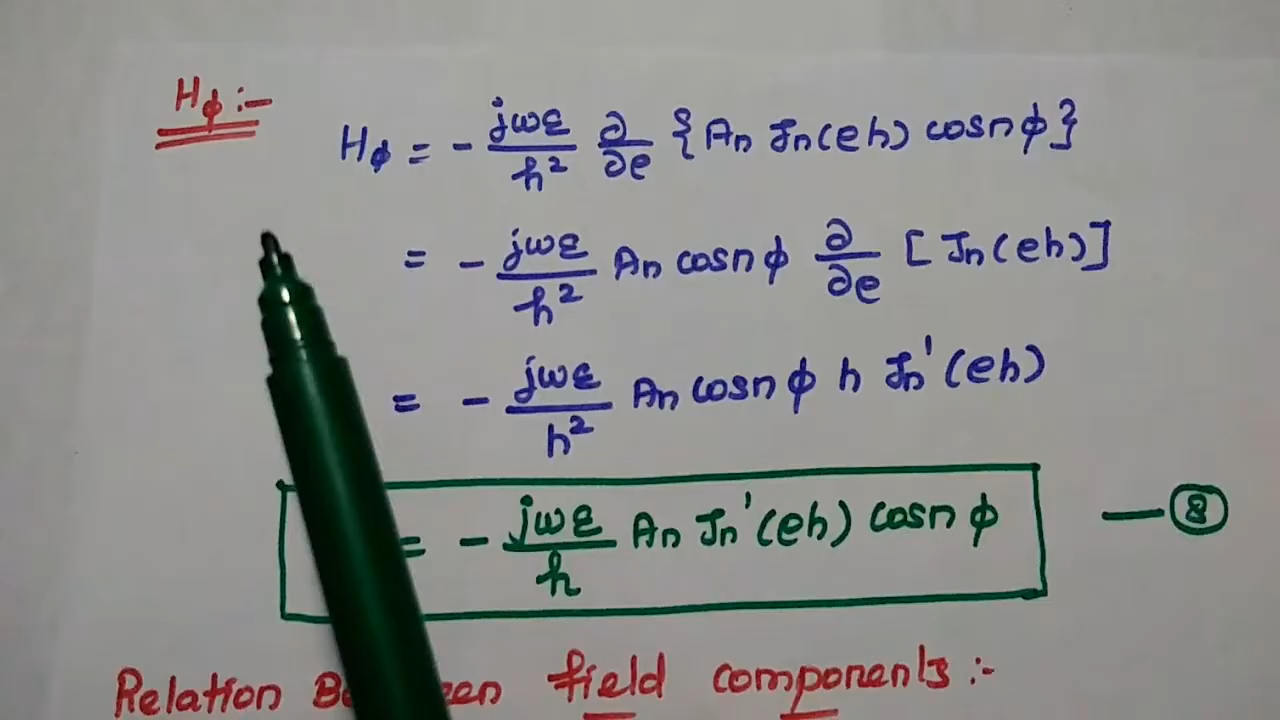 Hϕ :-
Hϕ = - jωε/h² ∂/∂e {An Jn(eh) cosnϕ}
= - jωε/h² An cosnϕ ∂/∂e [Jn(eh)]
= - jωε/h² An cosnϕ h Jn'(eh)
= - jωε/h An Jn'(eh) cosnϕ — ⑧
Relation field components :-